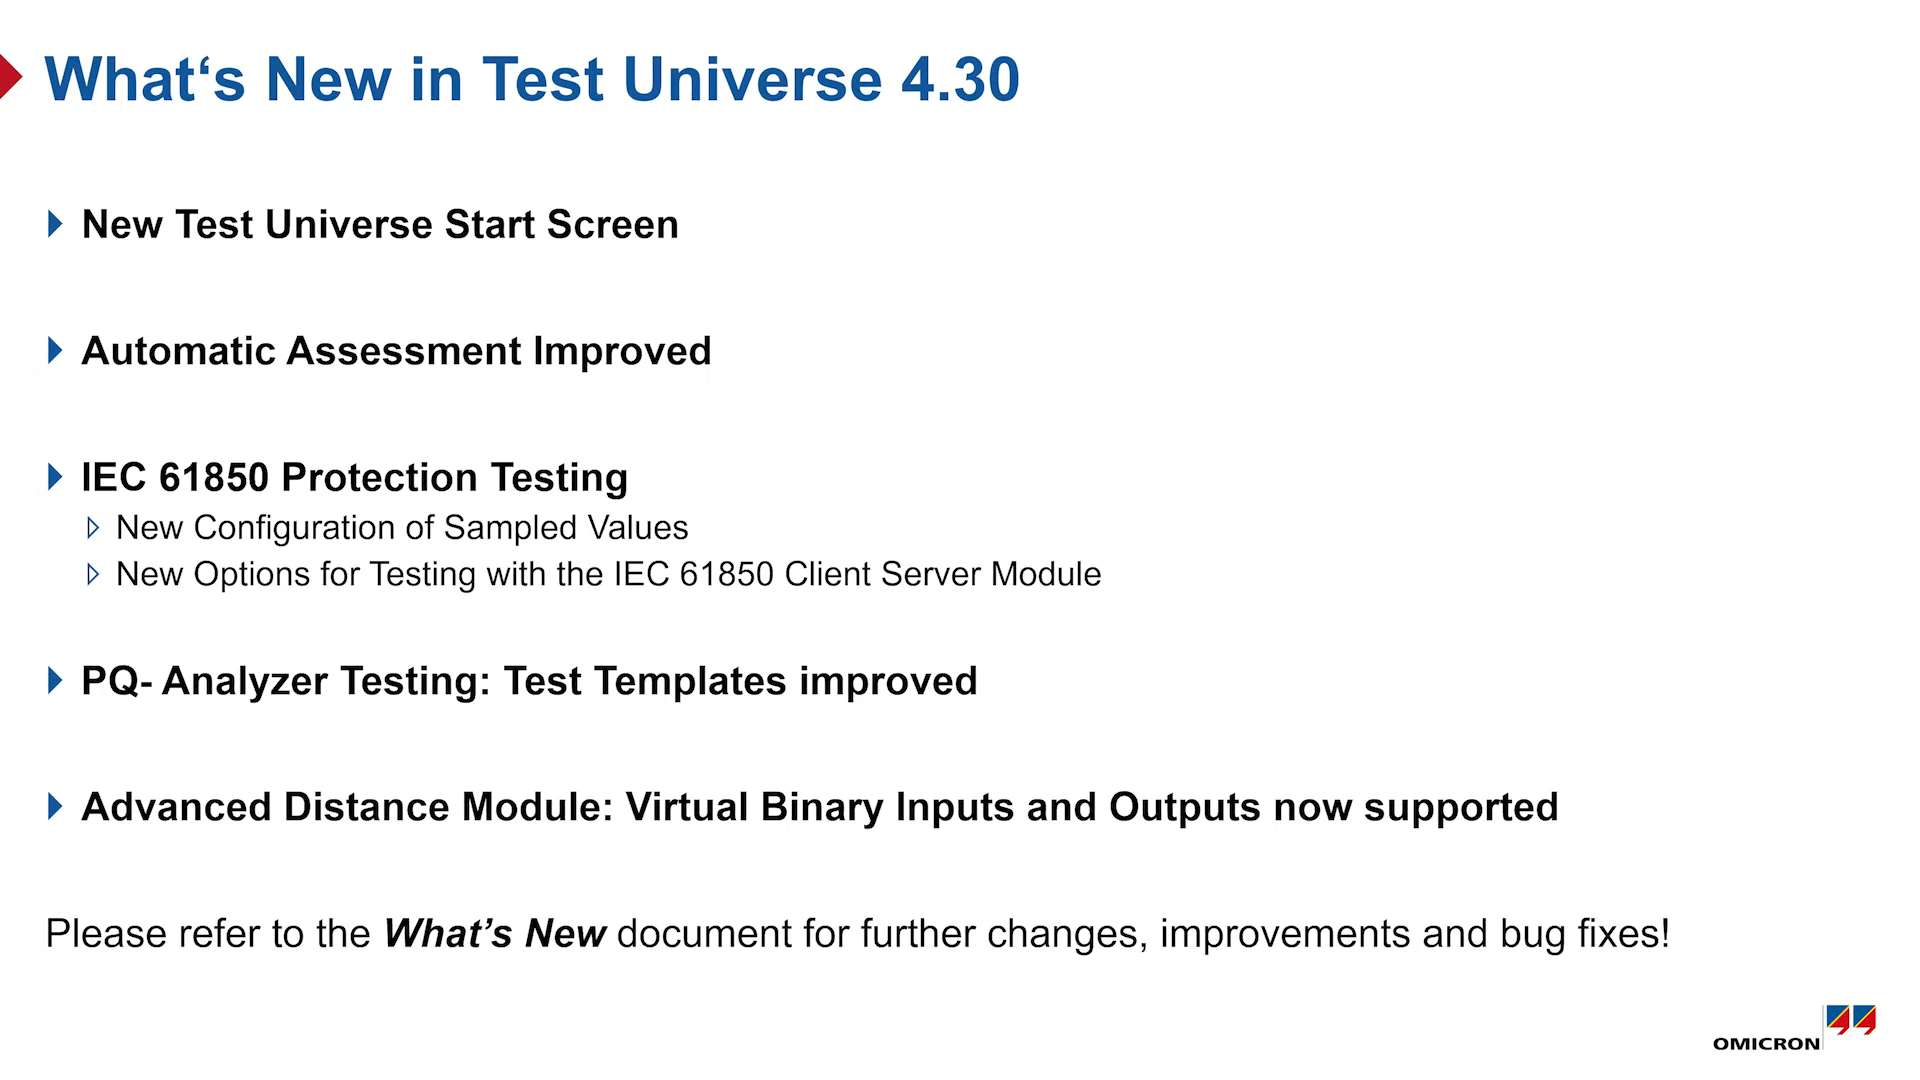 What‘s New in Test Universe 4.30
New Test Universe Start Screen
Automatic Assessment Improved
IEC 61850 Protection Testing
New Configuration of Sampled Values
New Options for Testing with the IEC 61850 Client Server Module
PQ- Analyzer Testing: Test Templates improved
Advanced Distance Module: Virtual Binary Inputs and Outputs now supported
Please refer to the What’s New document for further changes, improvements and bug fixes!
OMICRON